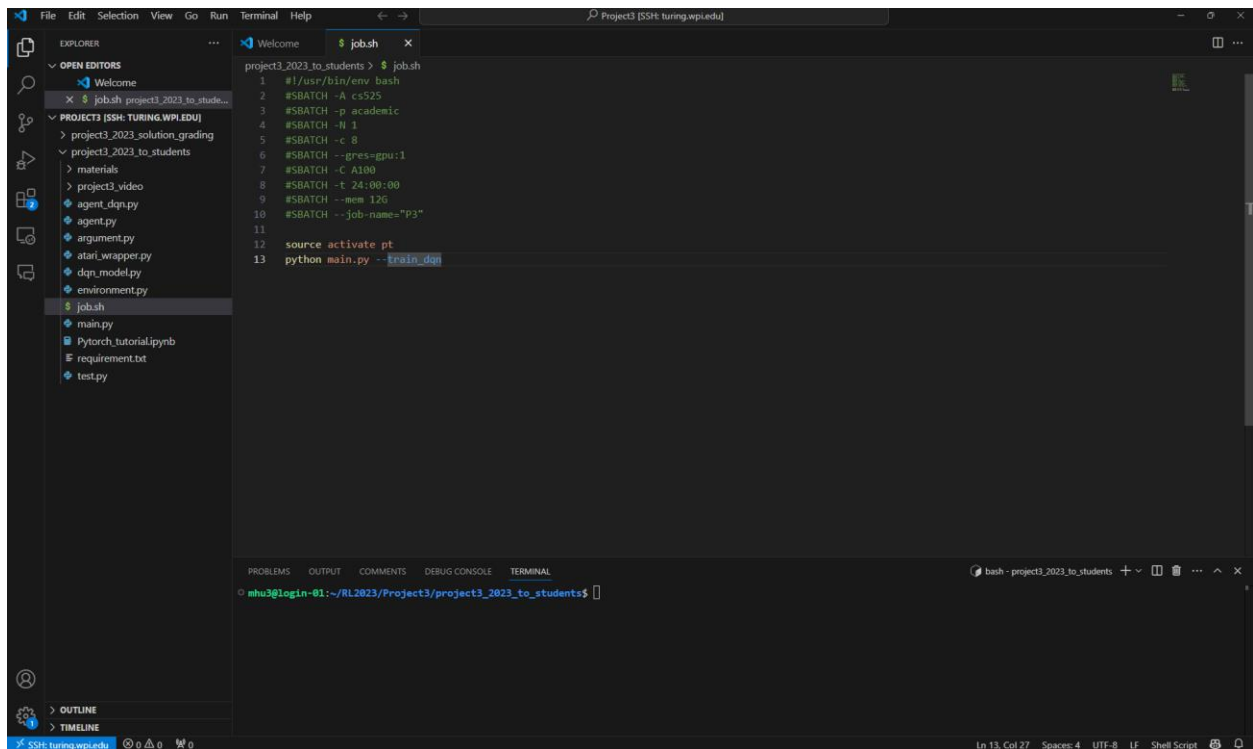 File Edit Selection View Go Run Terminal Help
Project3 [SSH: turing.wpi.edu]
EXPLORER
Welcome
$ job.sh
OPEN EDITORS
Welcome
$ job.sh project3_2023_to_stude...
PROJECT3 [SSH: TURING.WPI.EDU]
project3_2023_solution_grading
project3_2023_to_students
materials
project3_video
agent_dqn.py
agent.py
argument.py
atari_wrapper.py
dqn_model.py
environment.py
$ job.sh
main.py
Pytorch_tutorial.ipynb
requirement.txt
test.py
2
project3_2023_to_students > $ job.sh
1 #!/usr/bin/env bash
2 #SBATCH -A cs525
3 #SBATCH -p academic
4 #SBATCH -N 1
5 #SBATCH -c 8
6 #SBATCH --gres=gpu:1
7 #SBATCH -C A100
8 #SBATCH -t 24:00:00
9 #SBATCH --mem 12G
10 #SBATCH --job-name="P3"
11
12 source activate pt
13 python main.py --train_dqn
PROBLEMS OUTPUT COMMENTS DEBUG CONSOLE TERMINAL
bash - project3_2023_to_students
mhu3@login-01:~/RL2023/Project3/project3_2023_to_students$
OUTLINE
TIMELINE
1
SSH: turing.wpi.edu 0 0 0
Ln 13, Col 27 Spaces: 4 UTF-8 LF Shell Script